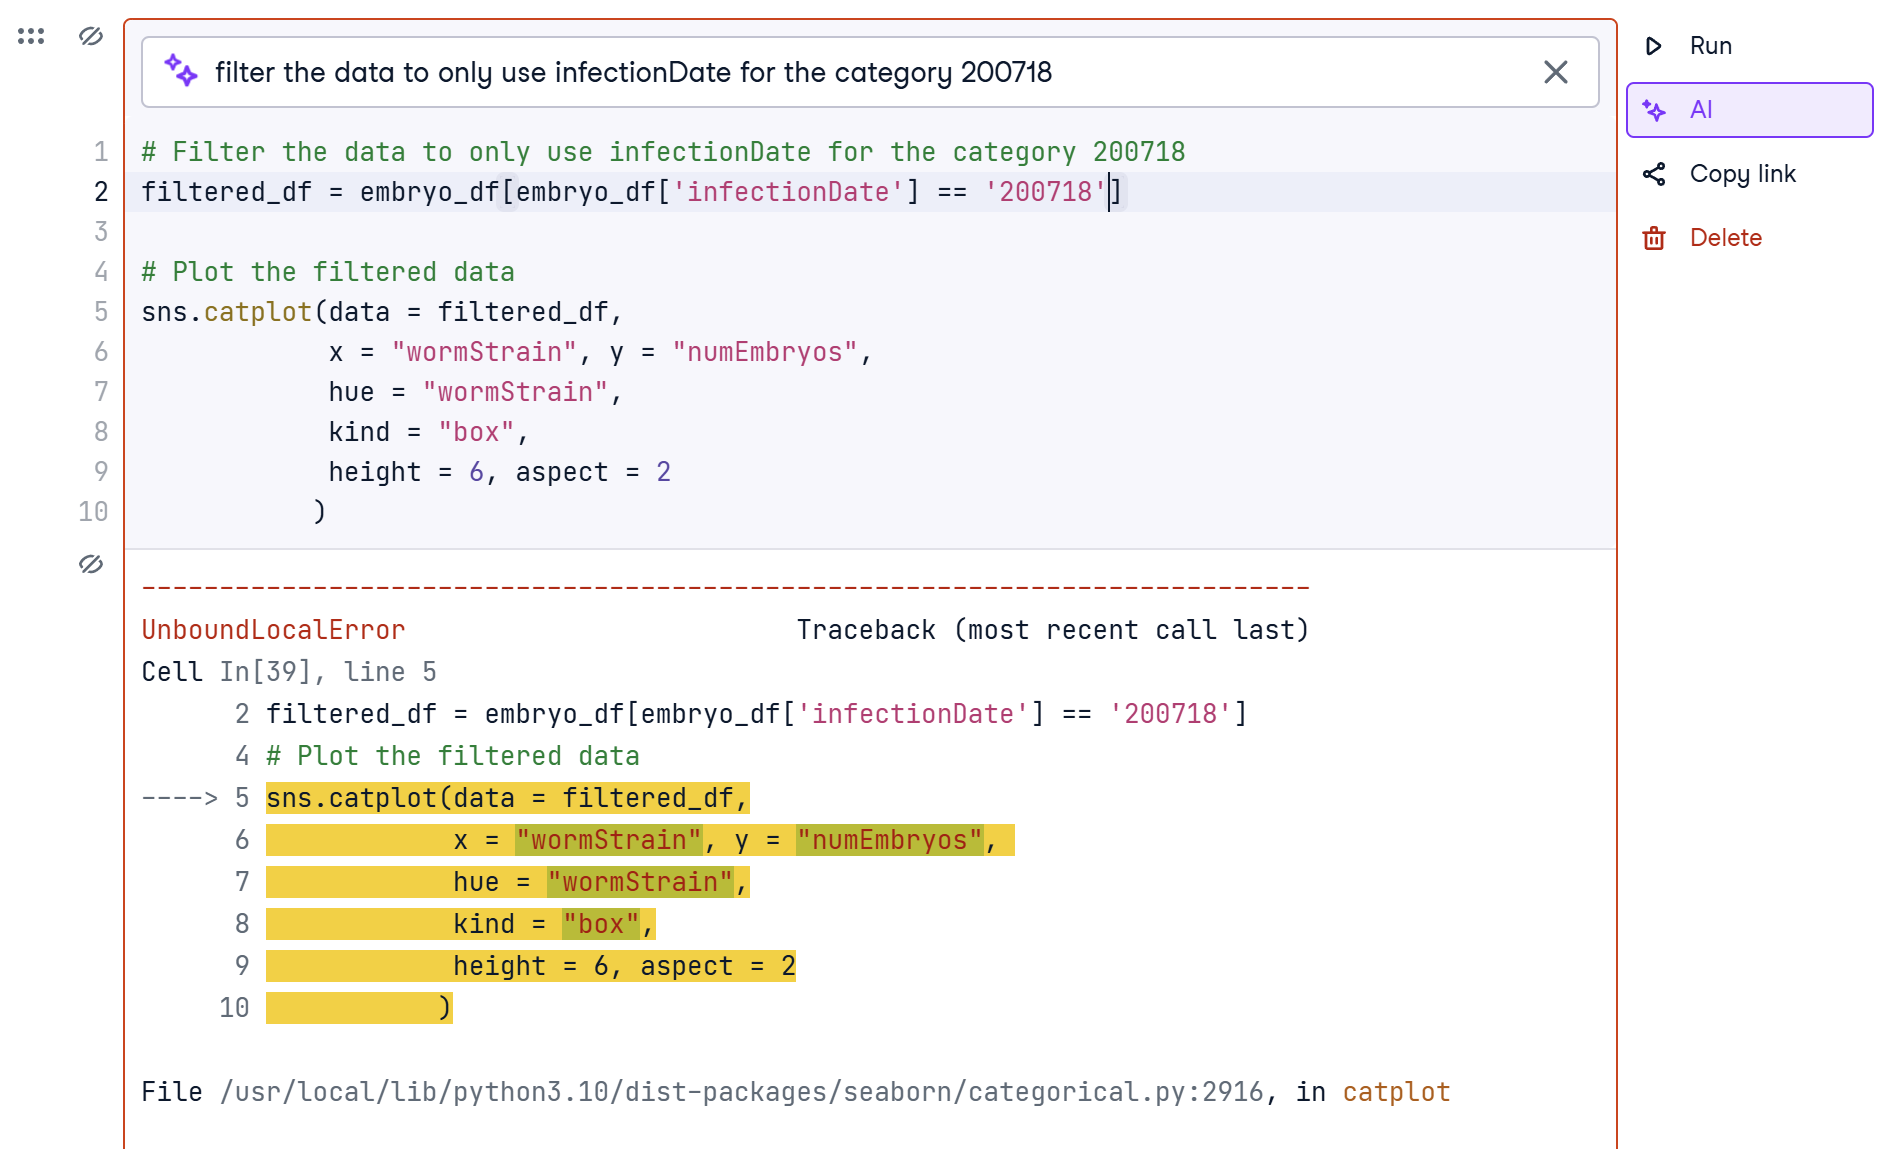 filter the data to only use infectionDate for the category 200718
Run
AI
Copy link
Delete
1 # Filter the data to only use infectionDate for the category 200718
2 filtered_df = embryo_df[embryo_df['infectionDate'] == '200718']
3
4 # Plot the filtered data
5 sns.catplot(data = filtered_df,
6             x = "wormStrain", y = "numEmbryos",
7             hue = "wormStrain",
8             kind = "box",
9             height = 6, aspect = 2
10            )
---------------------------------------------------------------------------
UnboundLocalError                         Traceback (most recent call last)
Cell In[39], line 5
      2 filtered_df = embryo_df[embryo_df['infectionDate'] == '200718']
      4 # Plot the filtered data
----> 5 sns.catplot(data = filtered_df,
      6             x = "wormStrain", y = "numEmbryos",
      7             hue = "wormStrain",
      8             kind = "box",
      9             height = 6, aspect = 2
     10            )
File /usr/local/lib/python3.10/dist-packages/seaborn/categorical.py:2916, in catplot